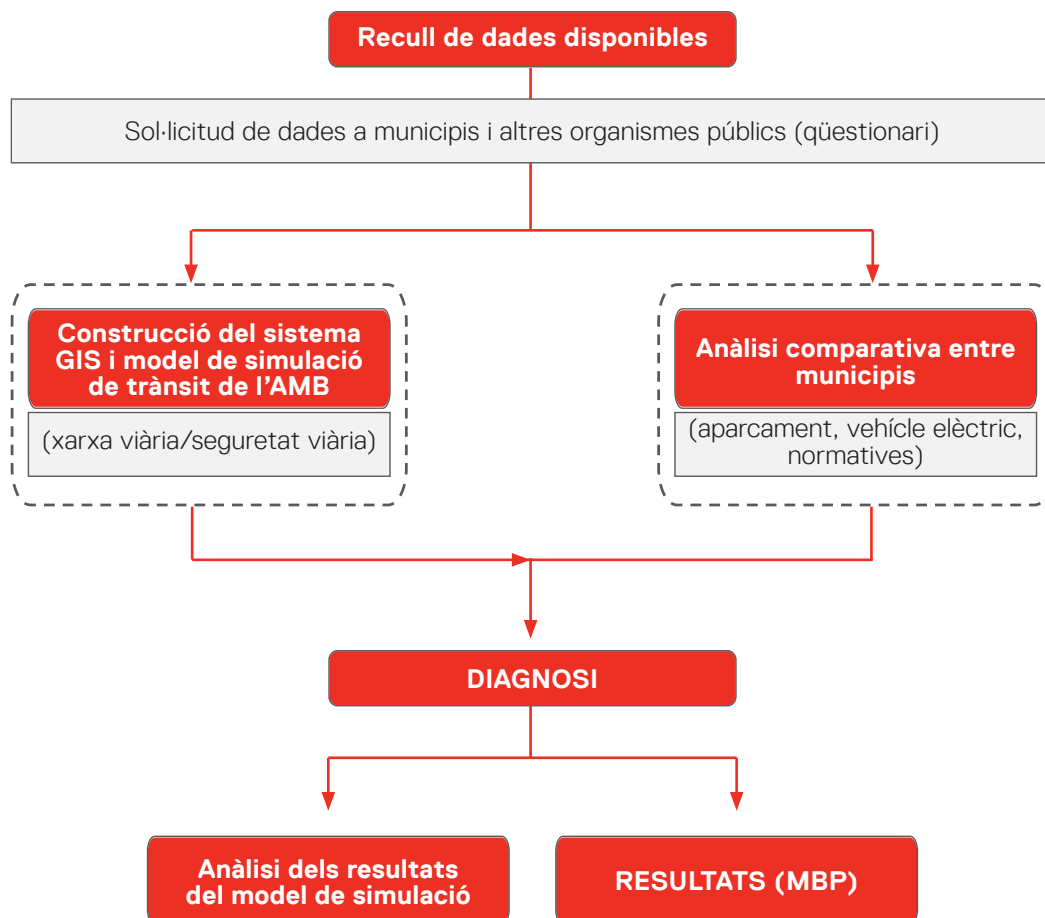 Recull de dades disponibles
Sol·licitud de dades a municipis i altres organismes públics (qüestionari)
Construcció del sistema
GIS i model de simulació
de trànsit de l’AMB
(xarxa viària/seguretat viària)
Anàlisi comparativa entre
municipis
(aparcament, vehícle elèctric,
normatives)
DIAGNOSI
Anàlisi dels resultats
del model de simulació
RESULTATS (MBP)